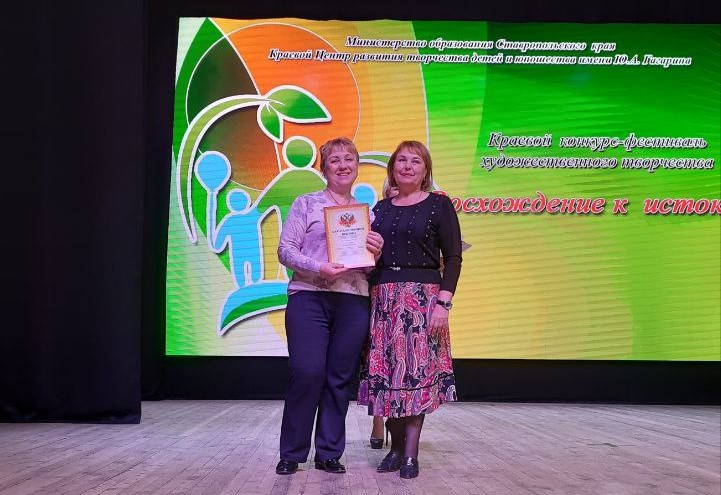 Министерство образования Ставропольского края
Краевой Центр развития творчества детей и юношества имени Ю.А. Гагарина
Краевой конкурс-фестиваль
художественного творчества
осхождение к исток